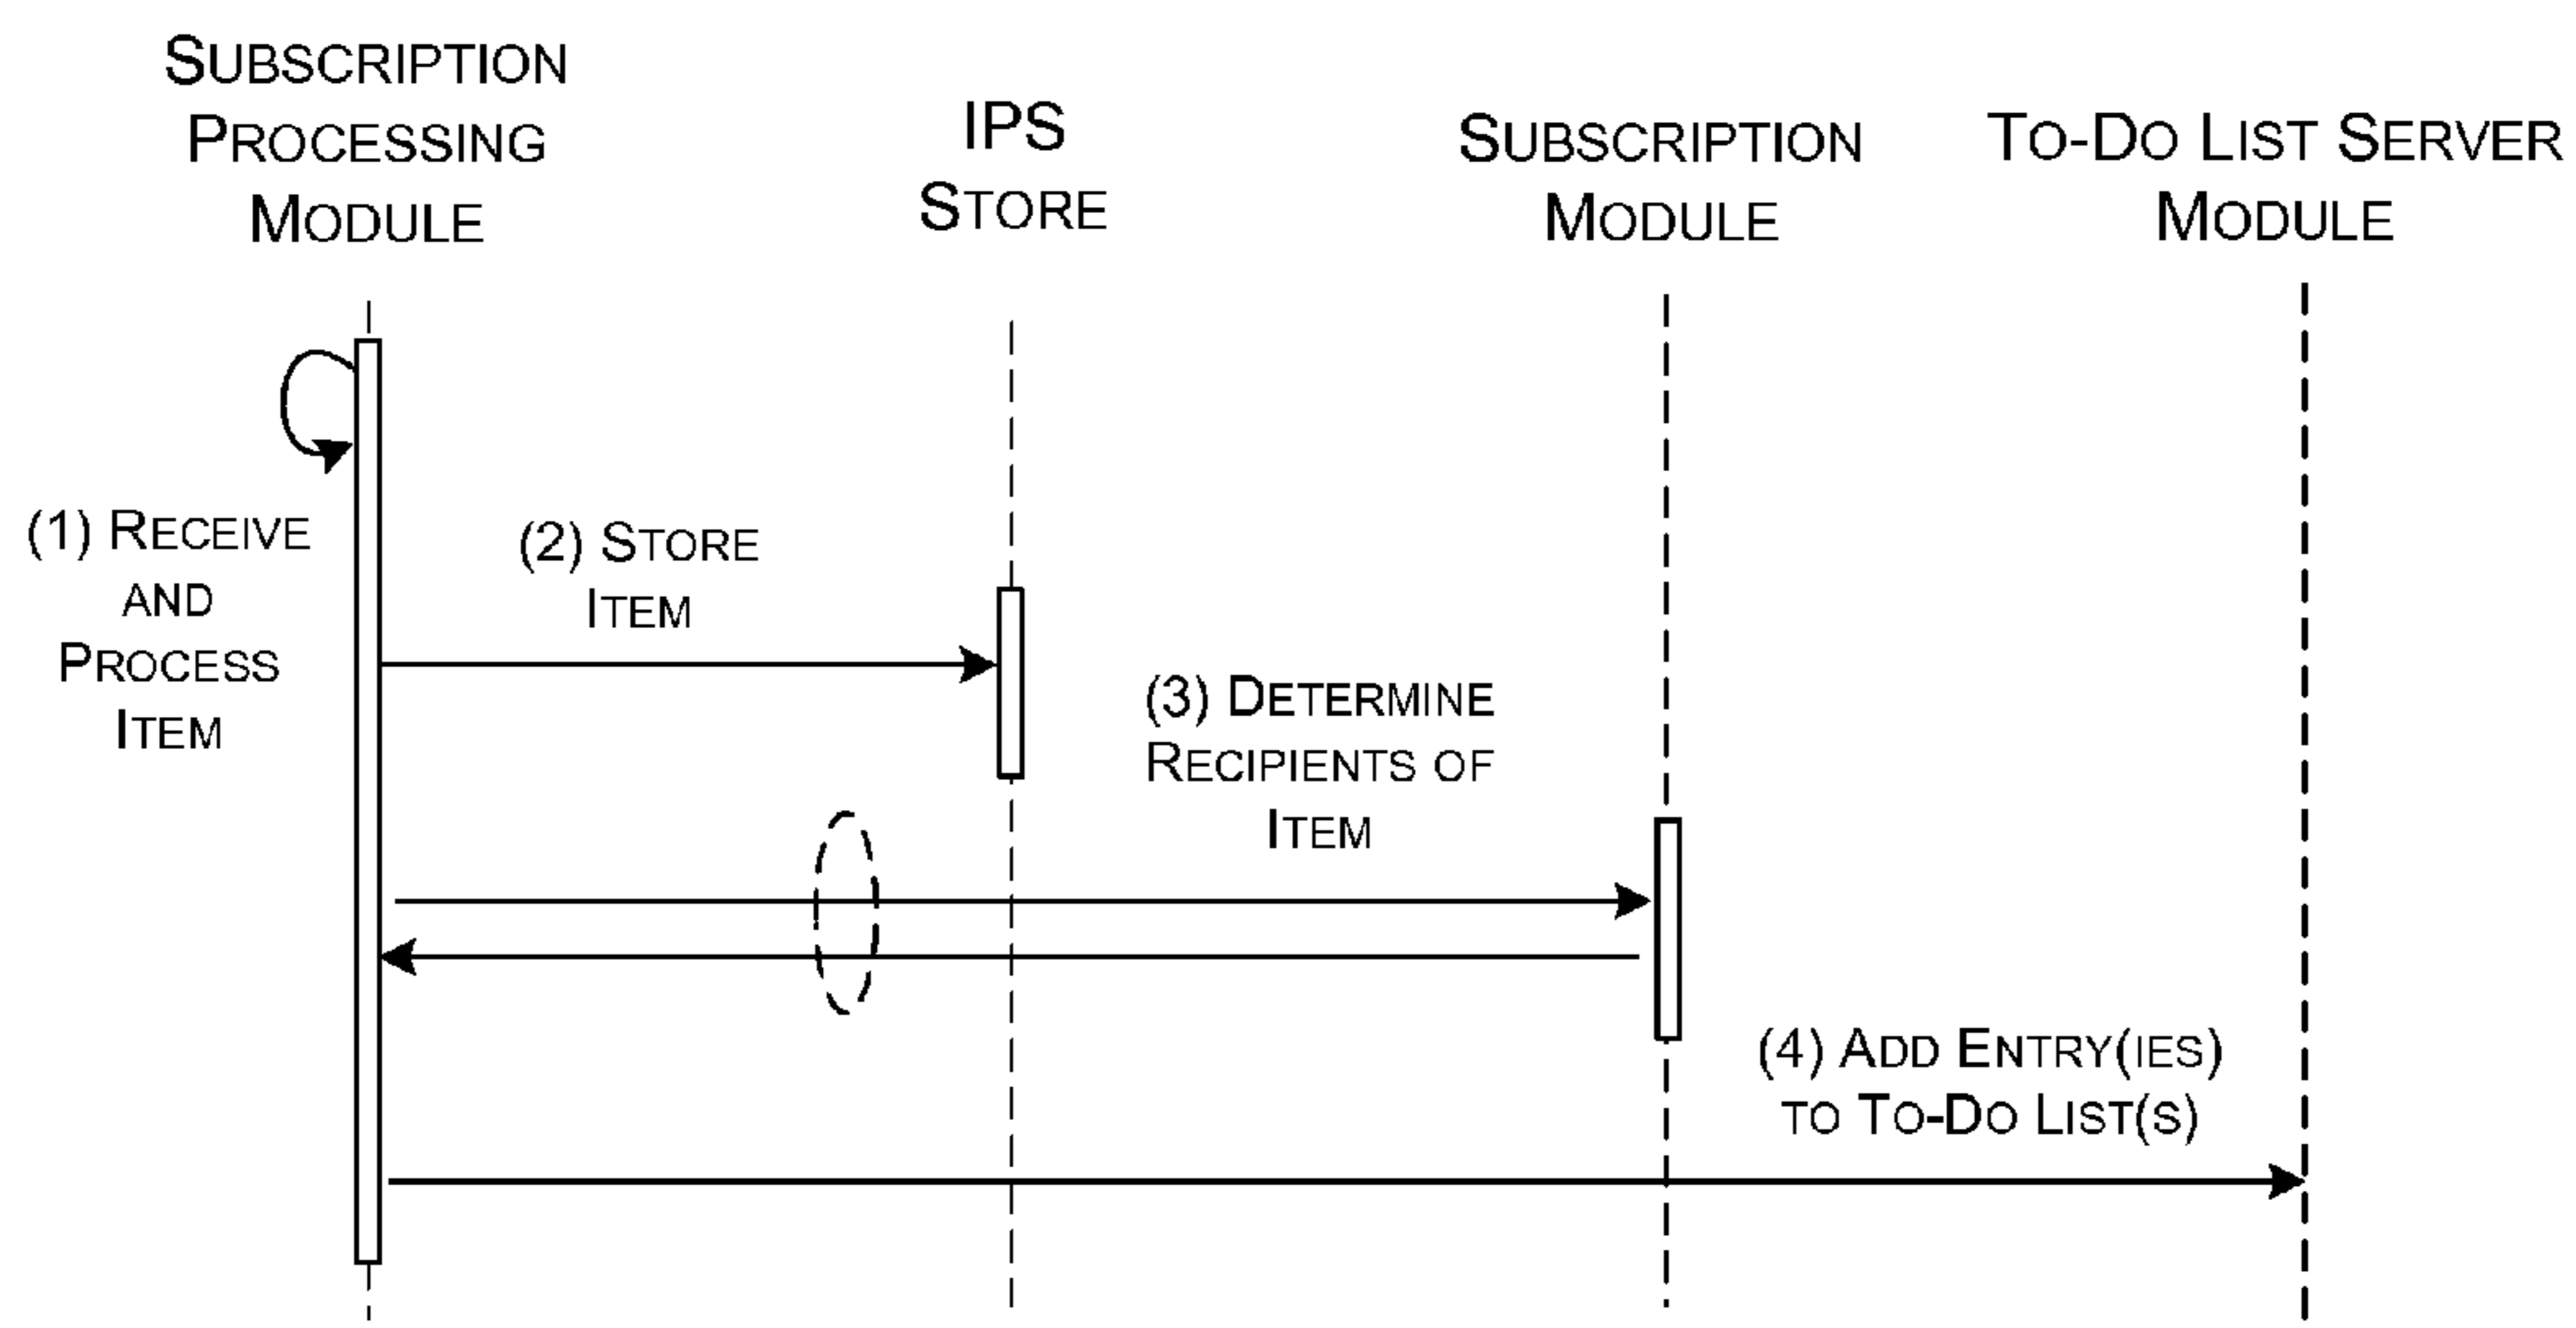 SUBSCRIPTION
PROCESSING
MODULE
IPS
STORE
SUBSCRIPTION
MODULE
TO-DO LIST SERVER
MODULE
(1) RECEIVE
AND
PROCESS
ITEM
(2) STORE
ITEM
(3) DETERMINE
RECIPIENTS OF
ITEM
(4) ADD ENTRY(IES)
TO TO-DO LIST(S)